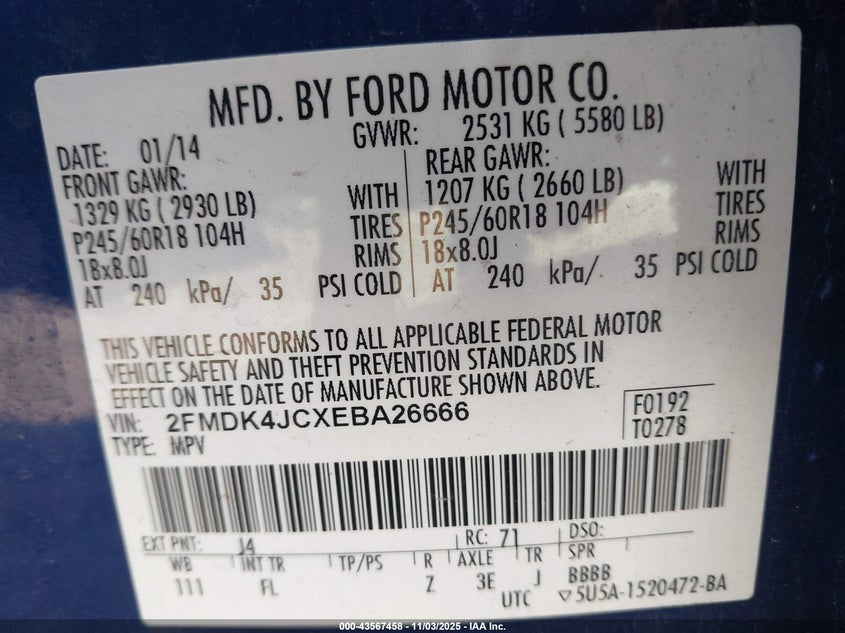 MFD. BY FORD MOTOR CO.
DATE: 01/14 GVWR: 2531 KG ( 5580 LB)
FRONT GAWR: REAR GAWR:
1329 KG ( 2930 LB) WITH 1207 KG ( 2660 LB) WITH
P245/60R18 104H TIRES P245/60R18 104H TIRES
18x8.0J RIMS 18x8.0J RIMS
AT 240 kPa/ 35 PSI COLD AT 240 kPa/ 35 PSI COLD
THIS VEHICLE CONFORMS TO ALL APPLICABLE FEDERAL MOTOR
VEHICLE SAFETY AND THEFT PREVENTION STANDARDS IN
EFFECT ON THE DATE OF MANUFACTURE SHOWN ABOVE.
VIN: 2FMDK4JCXEBA26666 F0192
TYPE: MPV T0278
EXT PNT: J4 RC: 71 DSO:
WB INT TR TP/PS R AXLE TR SPR
111 FL Z 3E J BBBB
UTC ▽5U5A-1520472-BA
000-43567458 - 11/03/2025 - IAA Inc.